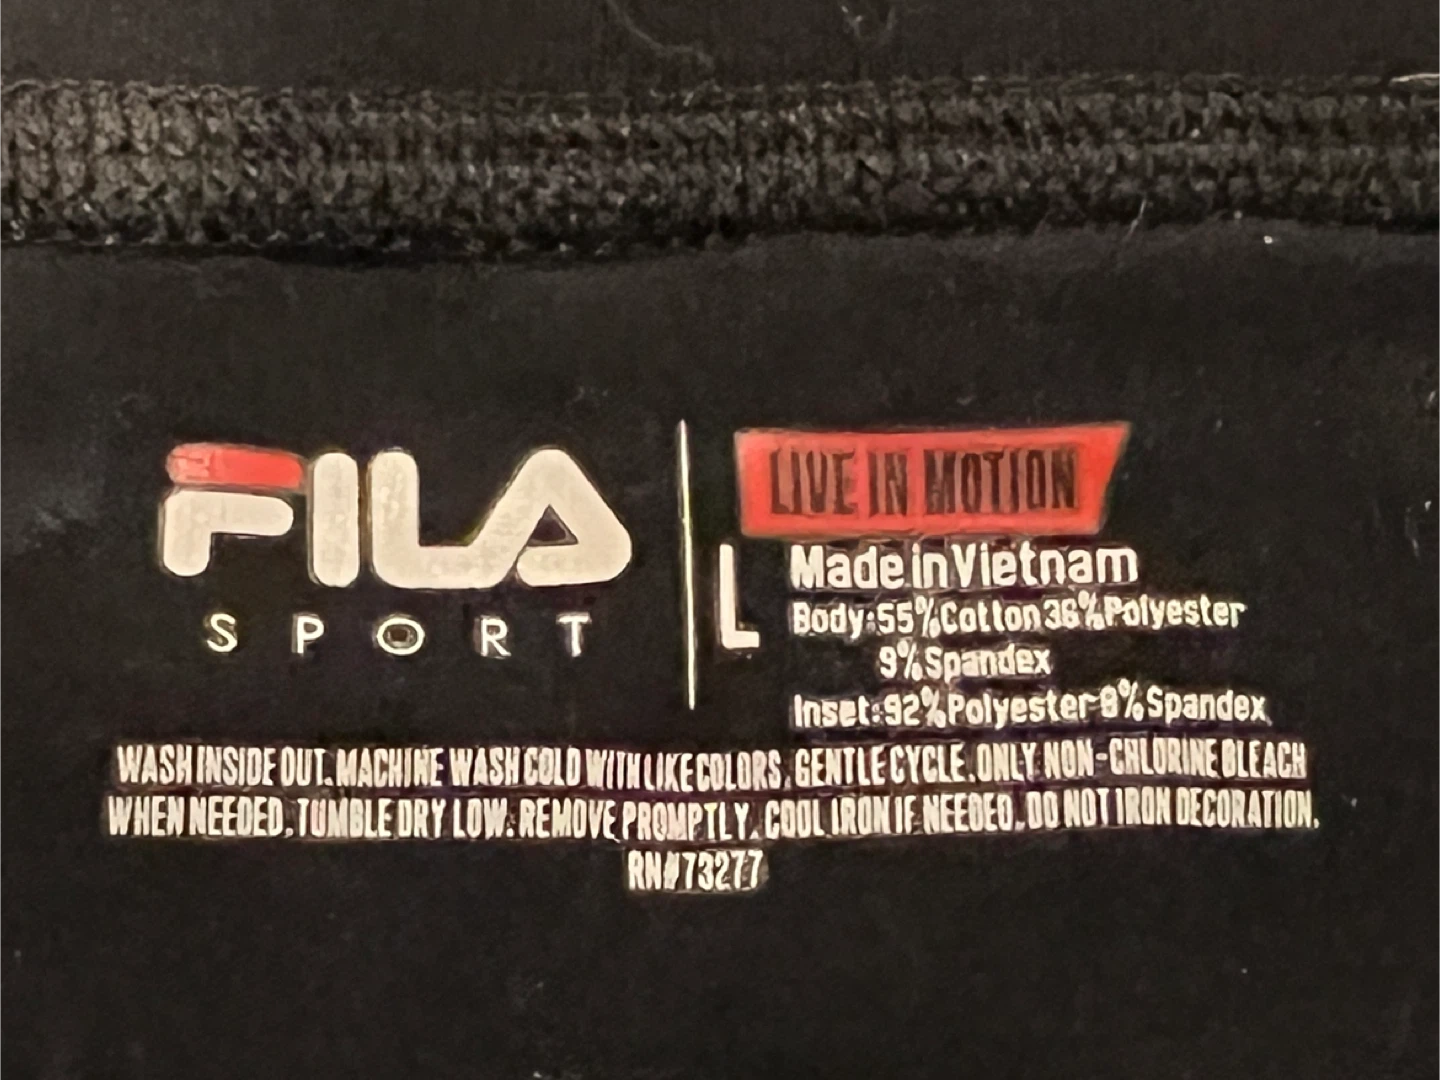 FILA
SPORT
LIVE IN MOTION
L
Made in Vietnam
Body:55%Cotton 36%Polyester
9%Spandex
Inset:92%Polyester 8%Spandex
WASH INSIDE OUT. MACHINE WASH COLD WITH LIKE COLORS. GENTLE CYCLE. ONLY NON-CHLORINE BLEACH
WHEN NEEDED. TUMBLE DRY LOW. REMOVE PROMPTLY. COOL IRON IF NEEDED. DO NOT IRON DECORATION.
RN#73277